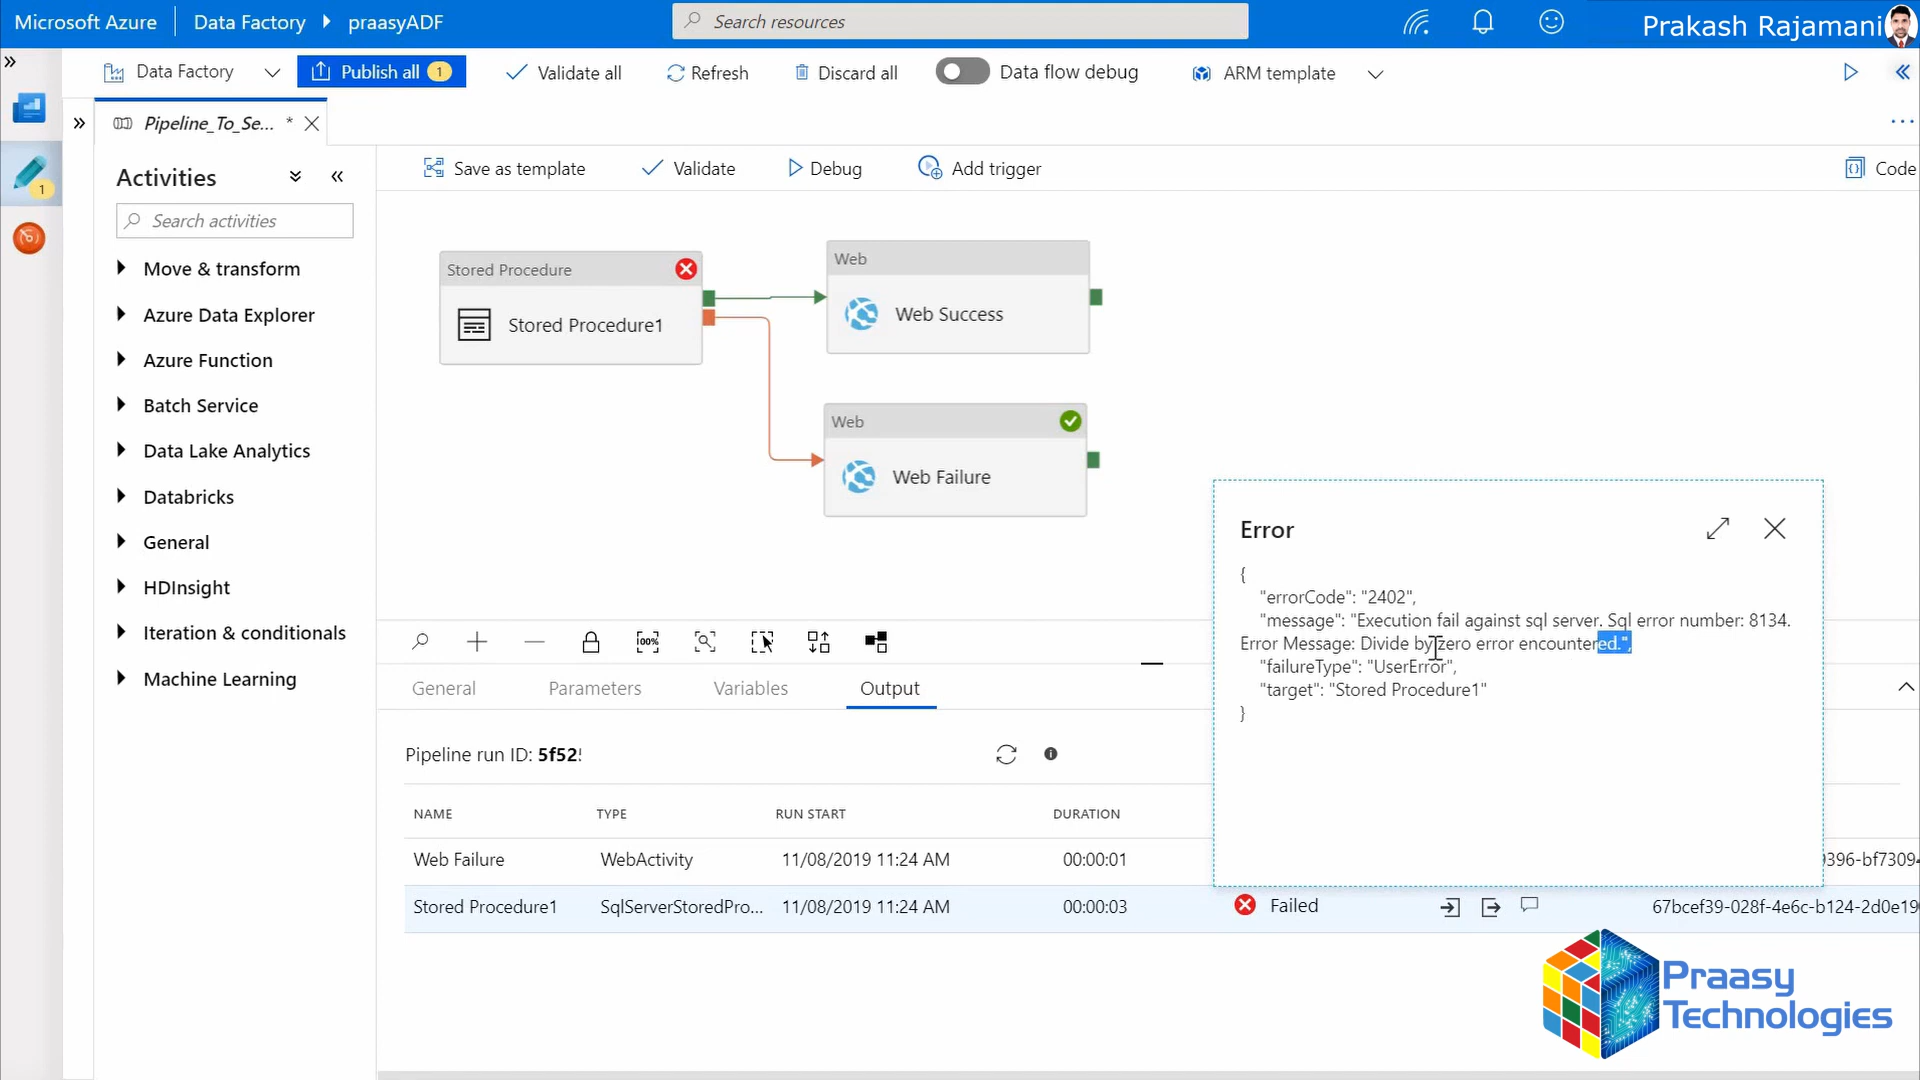 Microsoft Azure
Data Factory
praasyADF
Search resources
Prakash Rajamani
Data Factory
Publish all 1
Validate all
Refresh
Discard all
Data flow debug
ARM template
Pipeline_To_Se... *
1
Activities
Search activities
Move & transform
Azure Data Explorer
Azure Function
Batch Service
Data Lake Analytics
Databricks
General
HDInsight
Iteration & conditionals
Machine Learning
Save as template
Validate
Debug
Add trigger
Code
Stored Procedure
Stored Procedure1
Web
Web Success
Web
Web Failure
Error
{
"errorCode": "2402",
"message": "Execution fail against sql server. Sql error number: 8134.
Error Message: Divide by zero error encountered.",
"failureType": "UserError",
"target": "Stored Procedure1"
}
100%
General
Parameters
Variables
Output
Pipeline run ID: 5f52!
NAME
TYPE
RUN START
DURATION
Web Failure
WebActivity
11/08/2019 11:24 AM
00:00:01
9396-bf7309
Stored Procedure1
SqlServerStoredPro...
11/08/2019 11:24 AM
00:00:03
Failed
67bcef39-028f-4e6c-b124-2d0e19
Praasy
Technologies